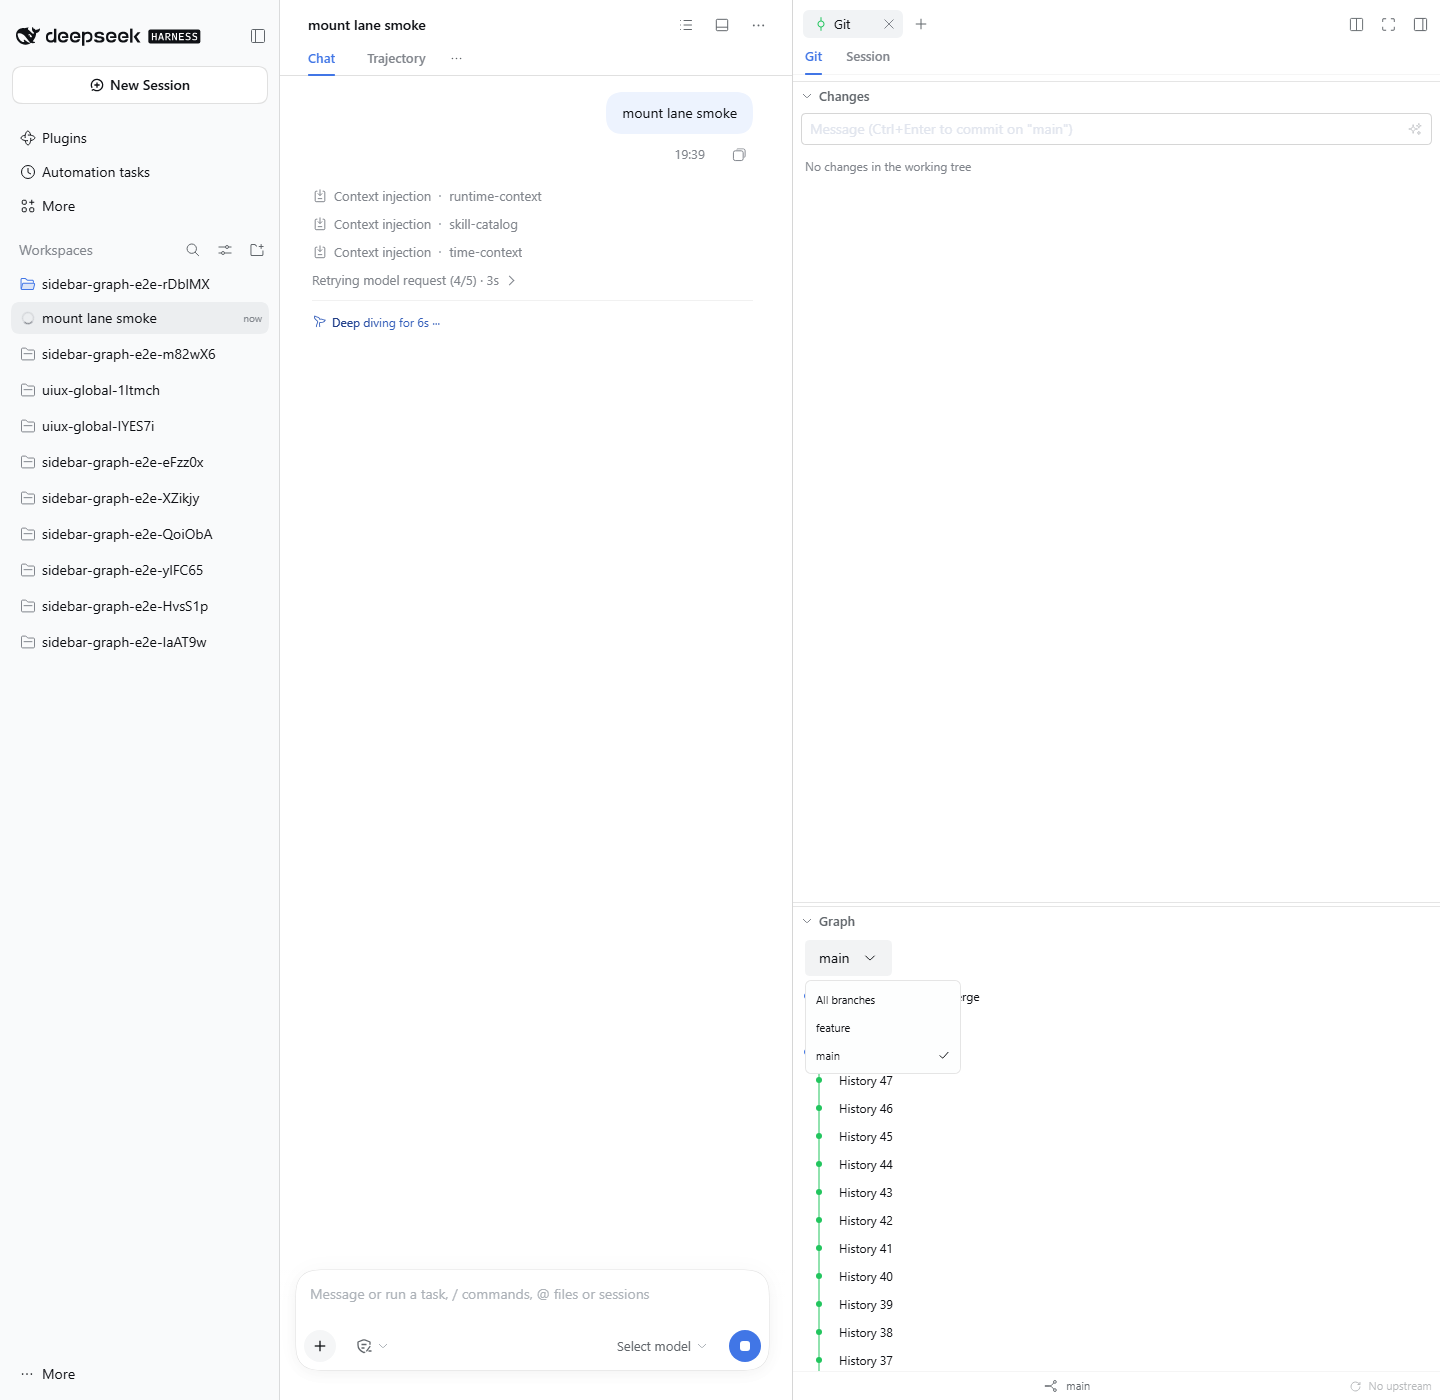 deepseek HARNESS
New Session
Plugins
Automation tasks
More
Workspaces
sidebar-graph-e2e-rDbIMX
mount lane smoke now
sidebar-graph-e2e-m82wX6
uiux-global-1Itmch
uiux-global-IYES7i
sidebar-graph-e2e-eFzz0x
sidebar-graph-e2e-XZikjy
sidebar-graph-e2e-QoiObA
sidebar-graph-e2e-yIFC65
sidebar-graph-e2e-HvsS1p
sidebar-graph-e2e-IaAT9w
More
mount lane smoke
Chat Trajectory
mount lane smoke
19:39
Context injection · runtime-context
Context injection · skill-catalog
Context injection · time-context
Retrying model request (4/5) · 3s
Deep diving for 6s ···
Message or run a task, / commands, @ files or sessions
Select model
Git
Git Session
Changes
Message (Ctrl+Enter to commit on "main")
No changes in the working tree
Graph
main
All branches
feature
main
History 47
History 46
History 45
History 44
History 43
History 42
History 41
History 40
History 39
History 38
History 37
main
No upstream